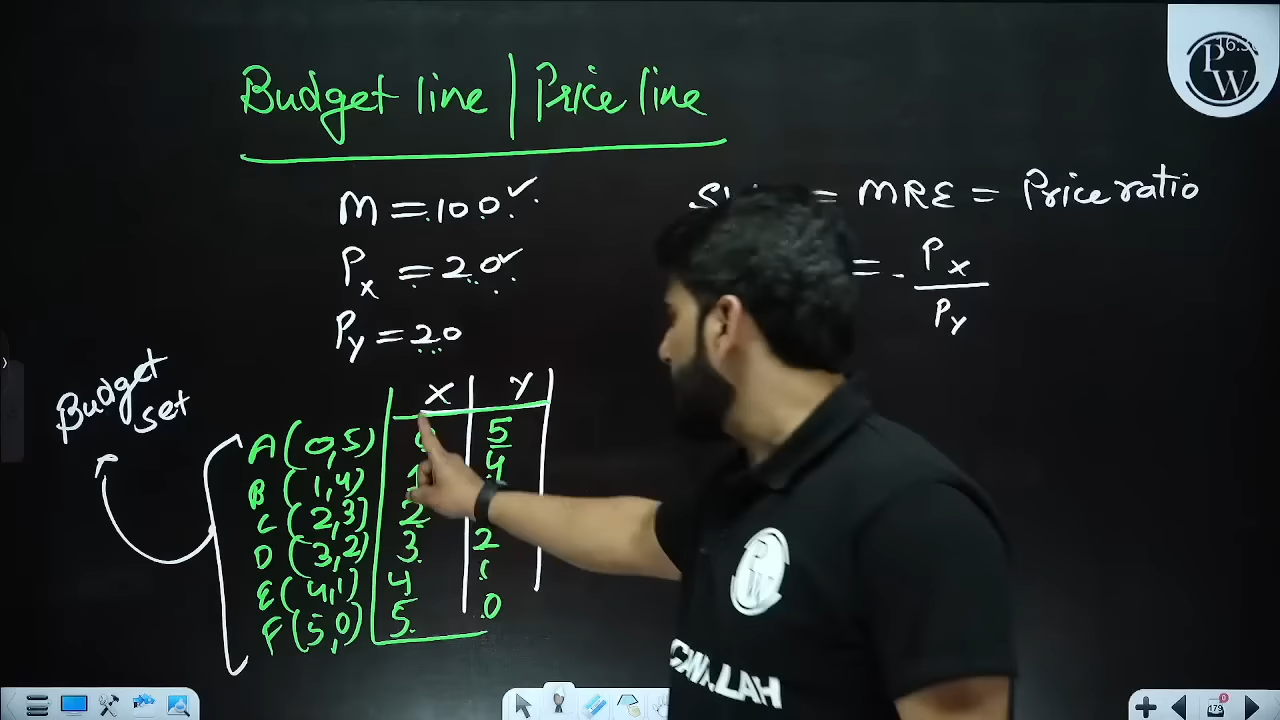 Budget line | Price line
M = 100
Px = 20
Py = 20
= MRE = Price ratio
= - Px / Py
Budget set
X Y
A (0,5) 0 5
B (1,4) 1 4
C (2,3) 2
D (3,2) 3 2
E (4,1) 4 1
F (5,0) 5 0
PW
179